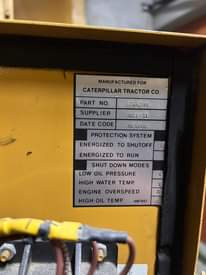 MANUFACTURED FOR
CATERPILLAR TRACTOR CO
PART NO.
SUPPLIER
DATE CODE
PROTECTION SYSTEM
ENERGIZED TO SHUTOFF
ENERGIZED TO RUN
SHUT DOWN MODES
LOW OIL PRESSURE
HIGH WATER TEMP
ENGINE OVERSPEED
HIGH OIL TEMP